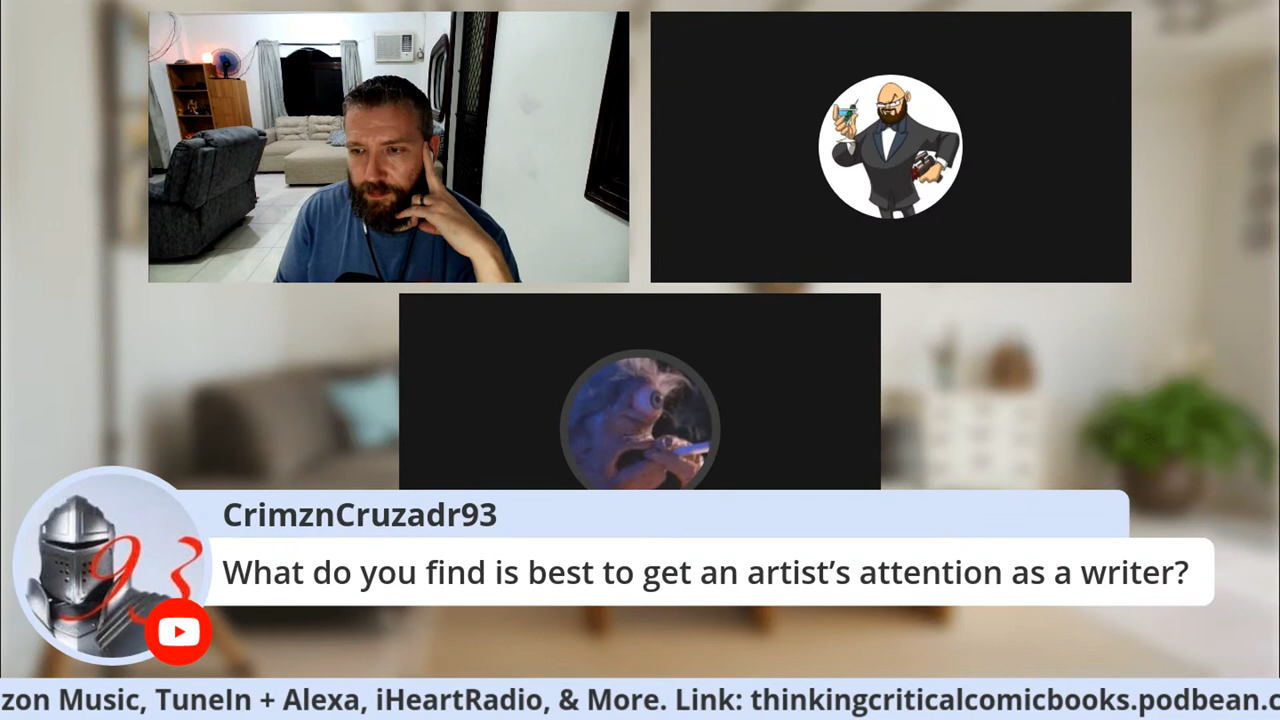 CrimznCruzadr93
What do you find is best to get an artist’s attention as a writer?
93
zon Music, TuneIn + Alexa, iHeartRadio, & More. Link: thinkingcriticalcomicbooks.podbean.c